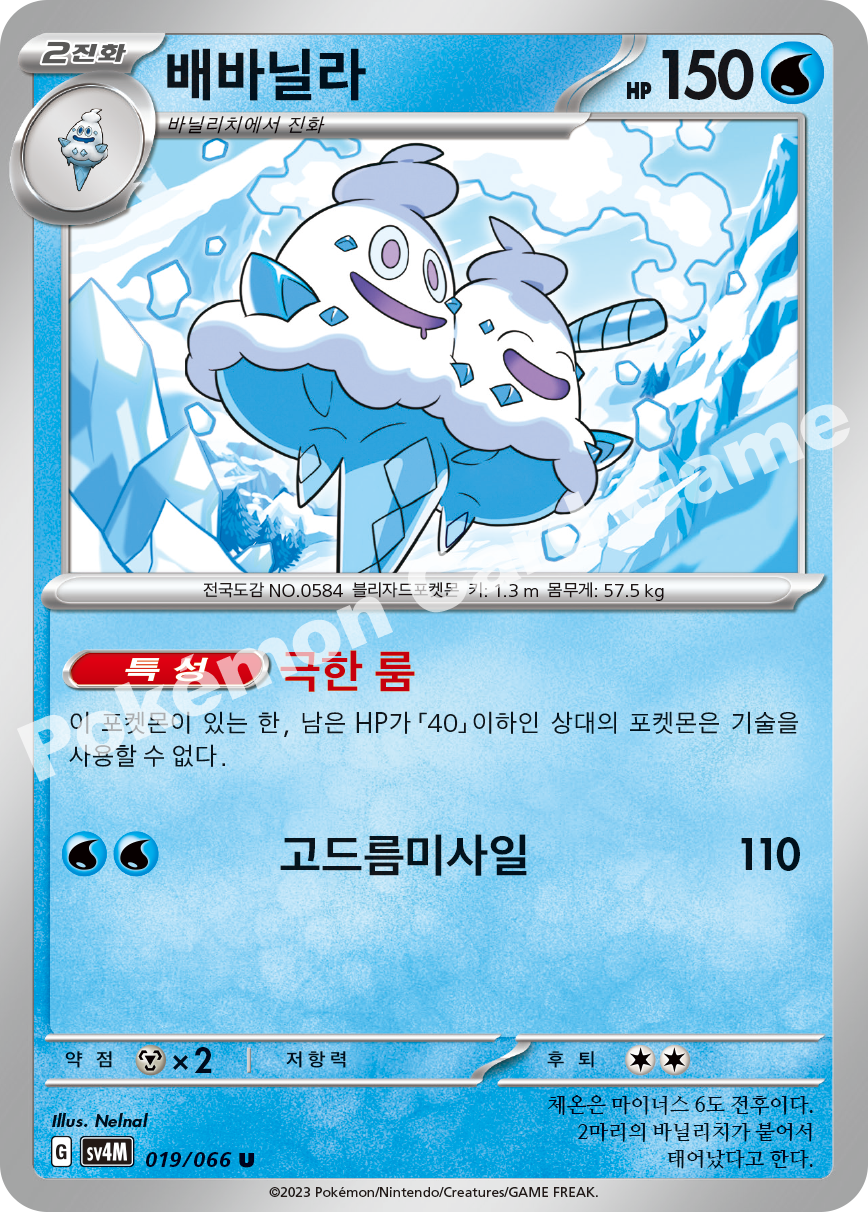 2진화
배바닐라
HP 150
바닐리치에서 진화
전국도감 NO.0584 블리자드포켓몬 키: 1.3 m 몸무게: 57.5 kg
특성 극한 룸
이 포켓몬이 있는 한, 남은 HP가 「40」 이하인 상대의 포켓몬은 기술을
사용할 수 없다.
고드름미사일 110
약점 ×2 저항력 후퇴
Illus. Nelnal
G SV4M 019/066 U
체온은 마이너스 6도 전후이다.
2마리의 바닐리치가 붙어서
태어났다고 한다.
©2023 Pokémon/Nintendo/Creatures/GAME FREAK.
Pokémon Card Game